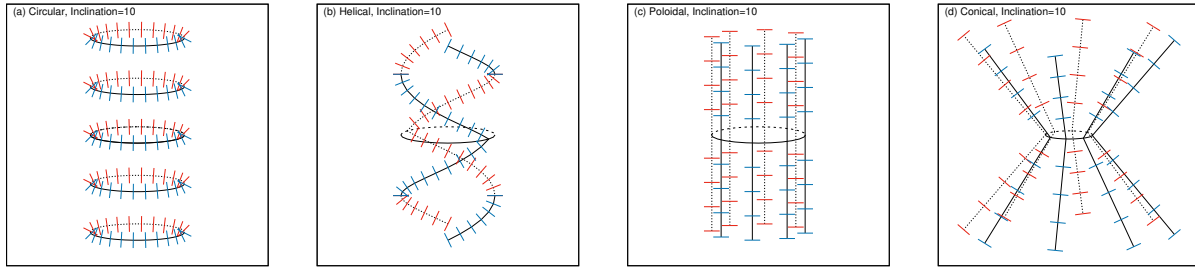 (a) Circular, Inclination=10
(b) Helical, Inclination=10
(c) Poloidal, Inclination=10
(d) Conical, Inclination=10